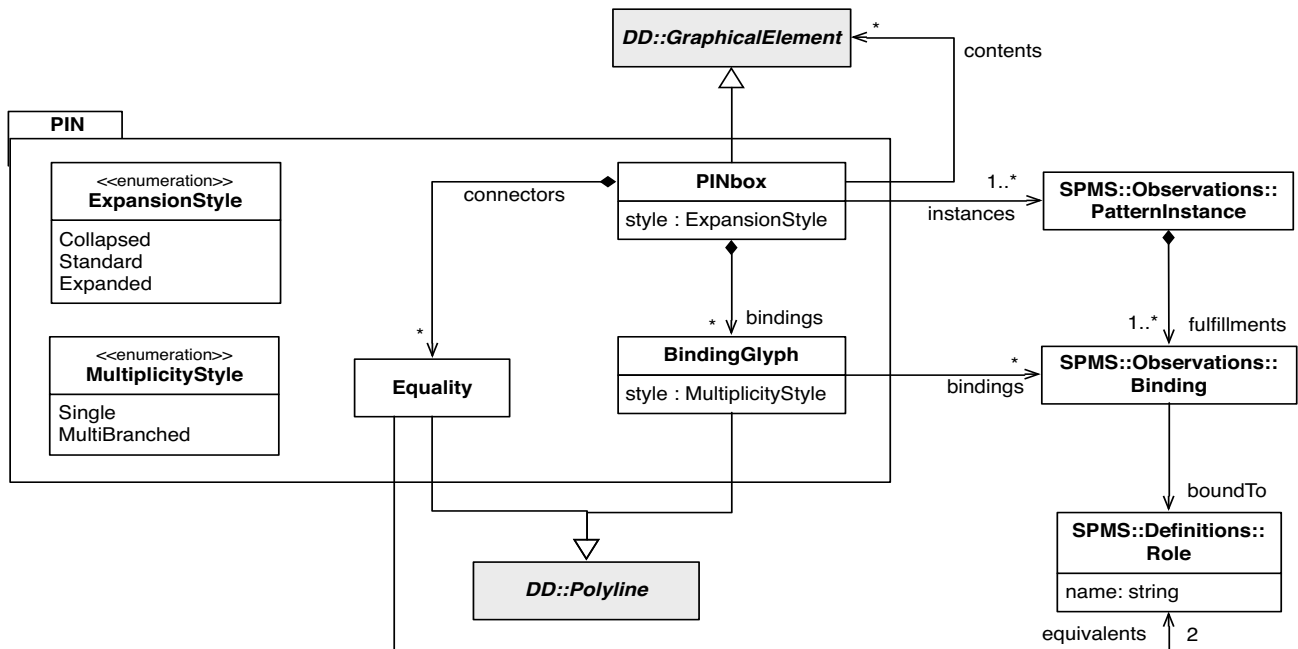 DD::GraphicalElement
*
contents
PIN
<<enumeration>>
ExpansionStyle
Collapsed
Standard
Expanded
connectors
PINbox
style : ExpansionStyle
1..*
instances
SPMS::Observations::
PatternInstance
*
* bindings
1..* fulfillments
<<enumeration>>
MultiplicityStyle
Single
MultiBranched
Equality
BindingGlyph
style : MultiplicityStyle
*
bindings
SPMS::Observations::
Binding
boundTo
DD::Polyline
SPMS::Definitions::
Role
name: string
equivalents 2